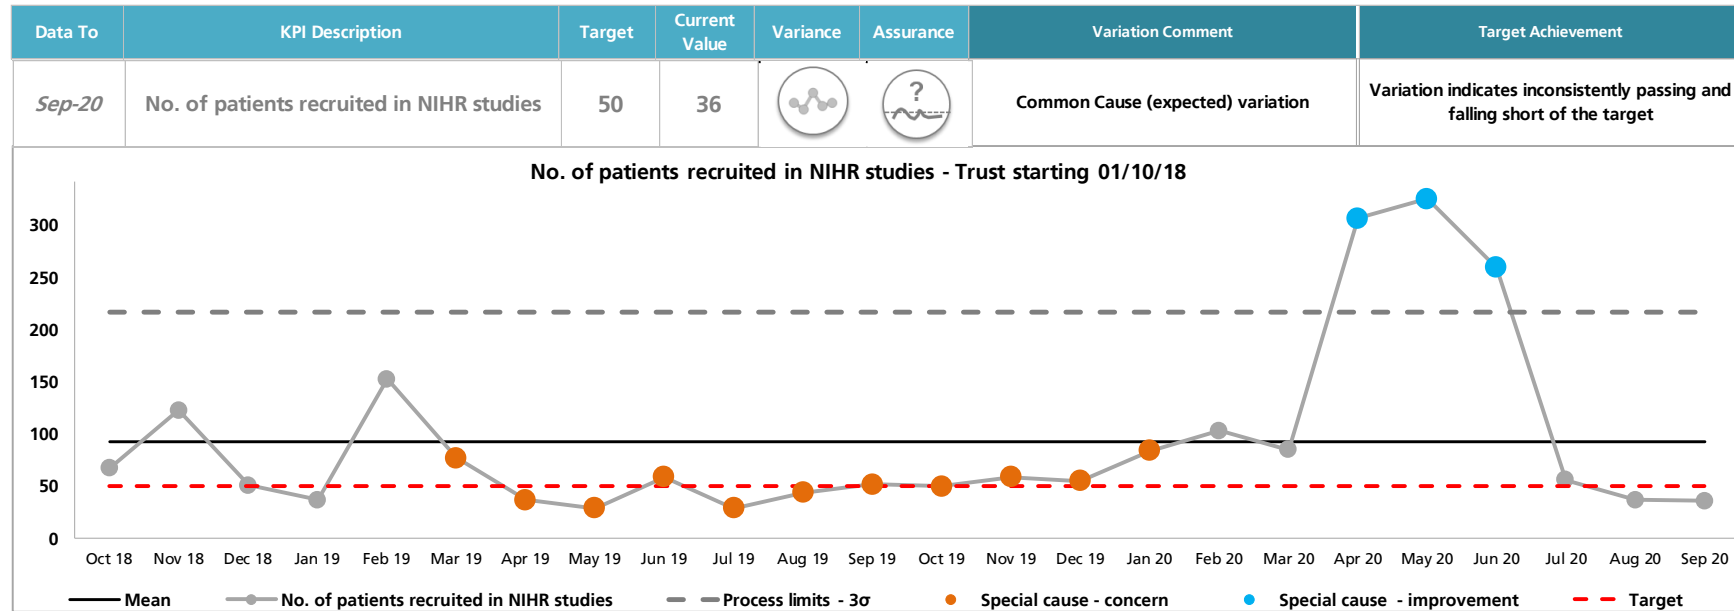 Data To
KPI Description
Target
Current
Value
Variance
Assurance
Variation Comment
Target Achievement
Sep-20
No. of patients recruited in NIHR studies
50
36
?
Common Cause (expected) variation
Variation indicates inconsistently passing and
falling short of the target
No. of patients recruited in NIHR studies - Trust starting 01/10/18
300
250
200
150
100
50
0
Oct 18 Nov 18 Dec 18 Jan 19 Feb 19 Mar 19 Apr 19 May 19 Jun 19 Jul 19 Aug 19 Sep 19 Oct 19 Nov 19 Dec 19 Jan 20 Feb 20 Mar 20 Apr 20 May 20 Jun 20 Jul 20 Aug 20 Sep 20
Mean No. of patients recruited in NIHR studies Process limits - 3σ Special cause - concern Special cause - improvement Target